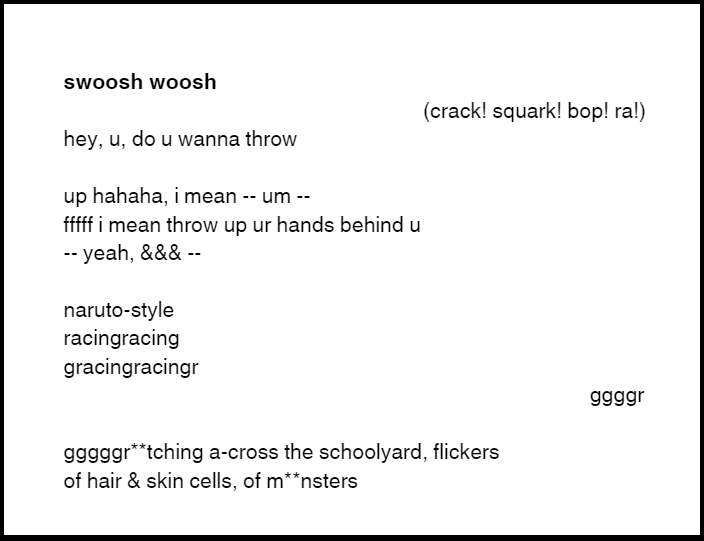 swoosh woosh
(crack! squark! bop! ra!)
hey, u, do u wanna throw
up hahaha, i mean -- um --
fffff i mean throw up ur hands behind u
-- yeah, &&& --
naruto-style
racingracing
gracingracingr
ggggr
gggggr**tching a-cross the schoolyard, flickers
of hair & skin cells, of m**nsters